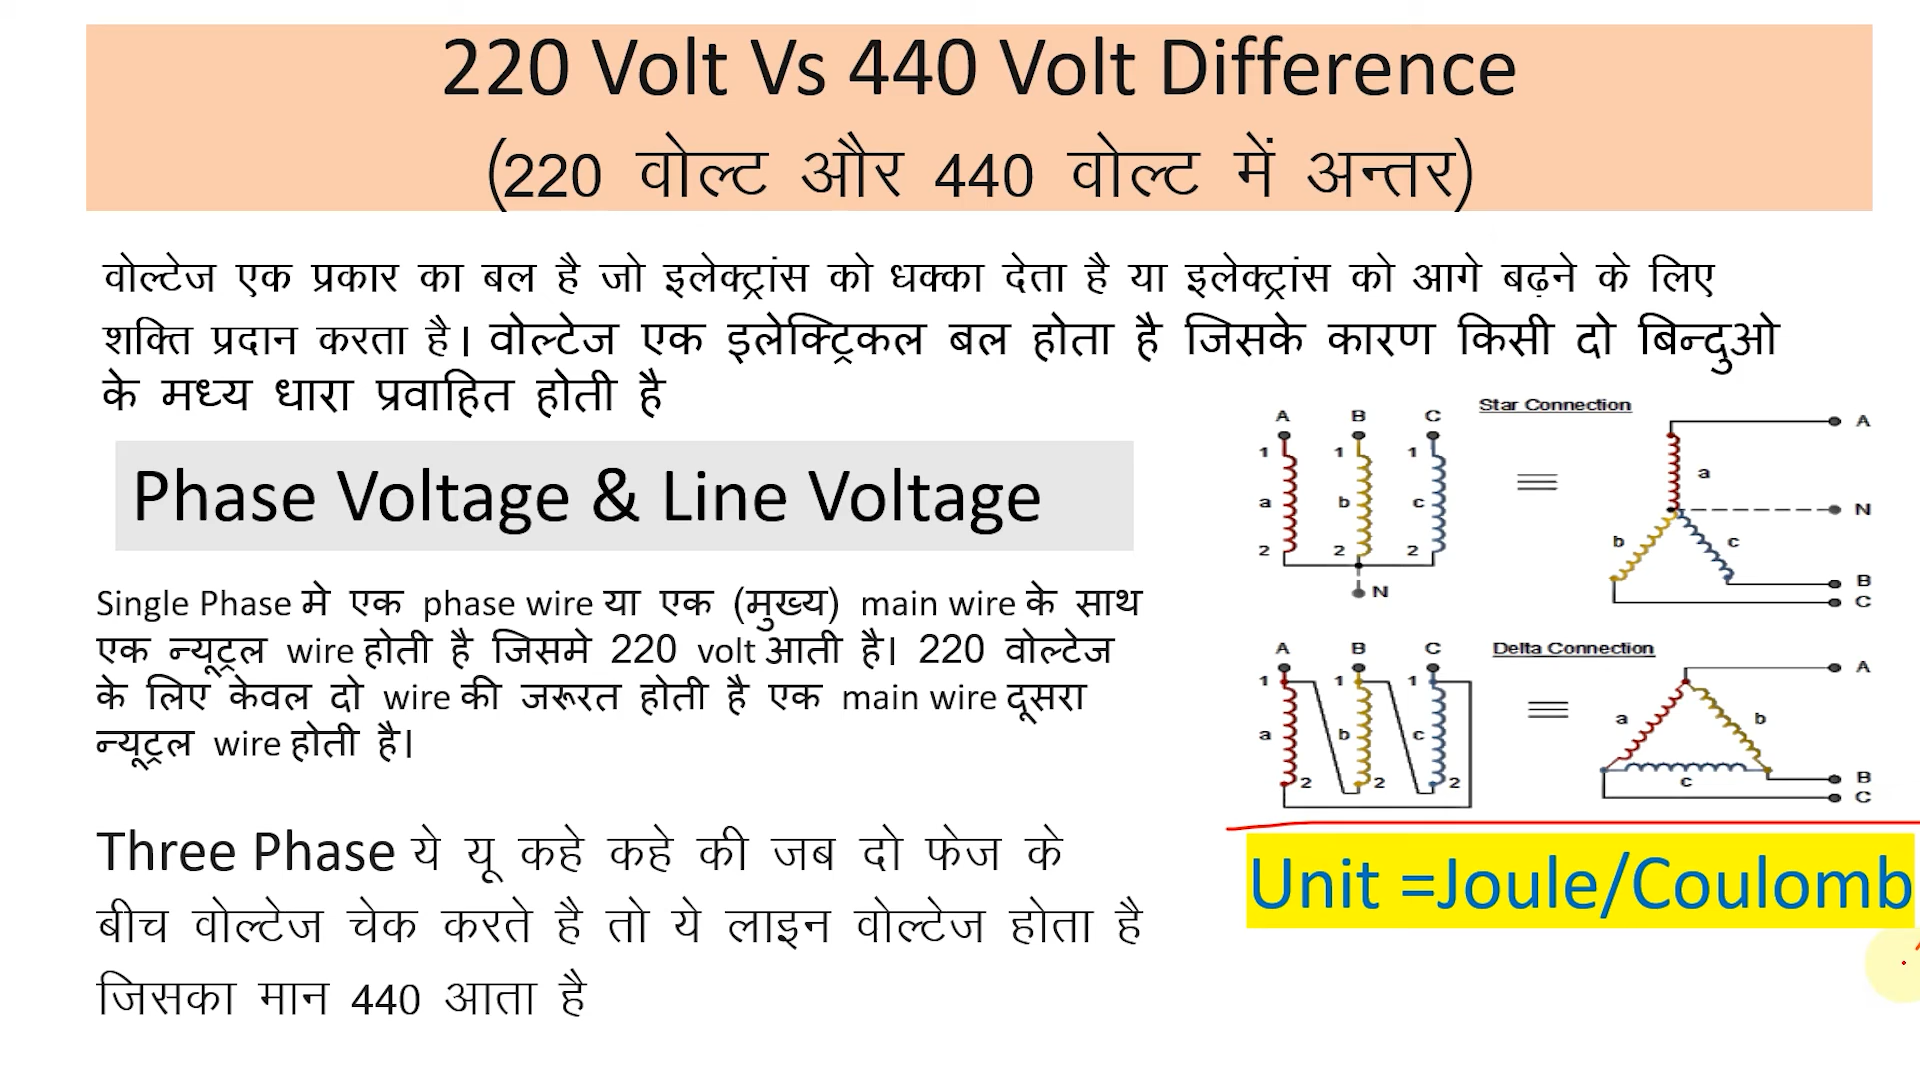 220 Volt Vs 440 Volt Difference
(220 वोल्ट और 440 वोल्ट में अन्तर)
वोल्टेज एक प्रकार का बल है जो इलेक्ट्रांस को धक्का देता है या इलेक्ट्रांस को आगे बढ़ने के लिए
शक्ति प्रदान करता है। वोल्टेज एक इलेक्ट्रिकल बल होता है जिसके कारण किसी दो बिन्दुओ
के मध्य धारा प्रवाहित होती है
Phase Voltage & Line Voltage
Single Phase मे एक phase wire या एक (मुख्य) main wire के साथ
एक न्यूट्रल wire होती है जिसमे 220 volt आती है। 220 वोल्टेज
के लिए केवल दो wire की जरूरत होती है एक main wire दूसरा
न्यूट्रल wire होती है।
Three Phase ये यू कहे कहे की जब दो फेज के
बीच वोल्टेज चेक करते है तो ये लाइन वोल्टेज होता है
जिसका मान 440 आता है
Star Connection
A B C
1 1 1
a b c
2 2 2
N
A
a
N
b c
B
C
Delta Connection
A B C
1 1 1
a b c
2 2 2
A
a b
c
B
C
Unit =Joule/Coulomb